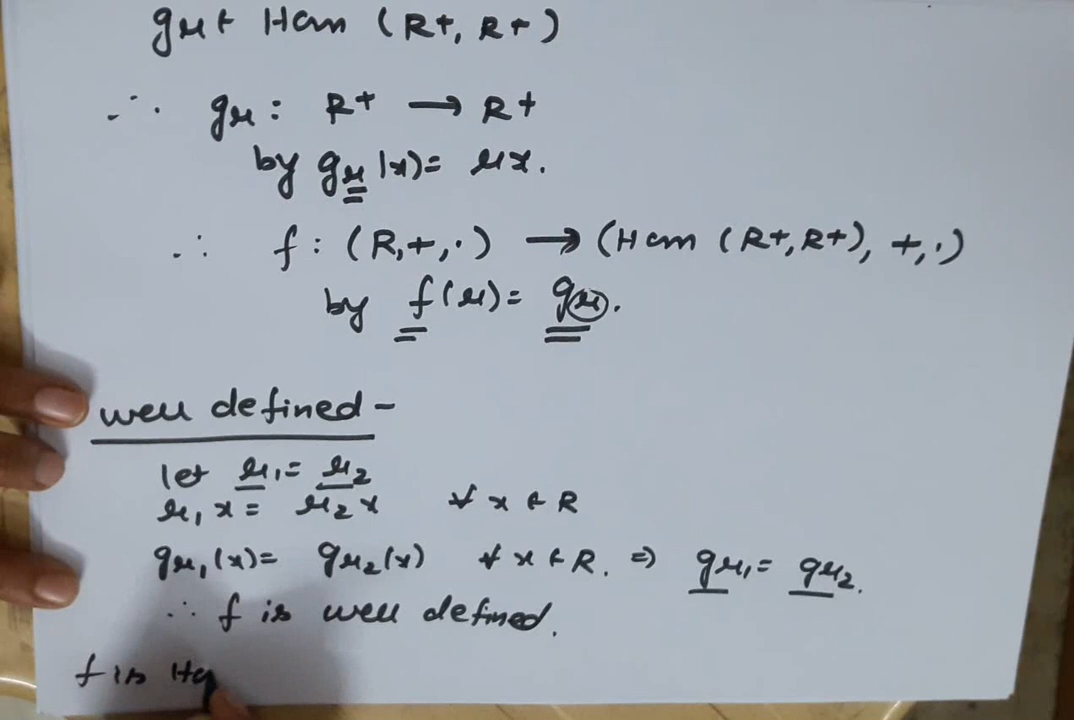 gr ∈ Hom (R+, R+)
∴ gr : R+ → R+
by gr (x) = rx.
∴ f : (R,+,·) → (Hom (R+,R+), +,·)
by f(r) = gr.
well defined -
let r1 = r2
r1 x = r2 x ∀ x ∈ R
gr1 (x) = gr2 (x) ∀ x ∈ R. ⇒ gr1 = gr2.
∴ f is well defined.
f is Ho